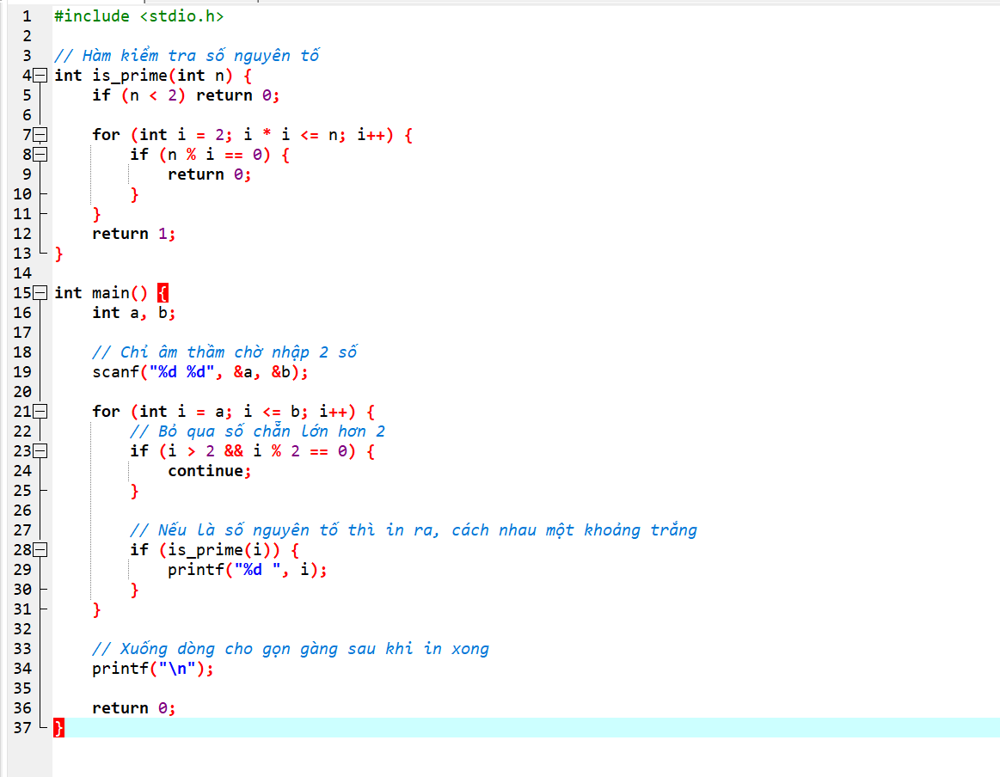 1 #include <stdio.h>
2
3 // Hàm kiểm tra số nguyên tố
4 int is_prime(int n) {
5     if (n < 2) return 0;
6
7     for (int i = 2; i * i <= n; i++) {
8         if (n % i == 0) {
9             return 0;
10         }
11     }
12     return 1;
13 }
14
15 int main() {
16     int a, b;
17
18     // Chỉ âm thầm chờ nhập 2 số
19     scanf("%d %d", &a, &b);
20
21     for (int i = a; i <= b; i++) {
22         // Bỏ qua số chẵn lớn hơn 2
23         if (i > 2 && i % 2 == 0) {
24             continue;
25         }
26
27         // Nếu là số nguyên tố thì in ra, cách nhau một khoảng trắng
28         if (is_prime(i)) {
29             printf("%d ", i);
30         }
31     }
32
33     // Xuống dòng cho gọn gàng sau khi in xong
34     printf("\n");
35
36     return 0;
37 }